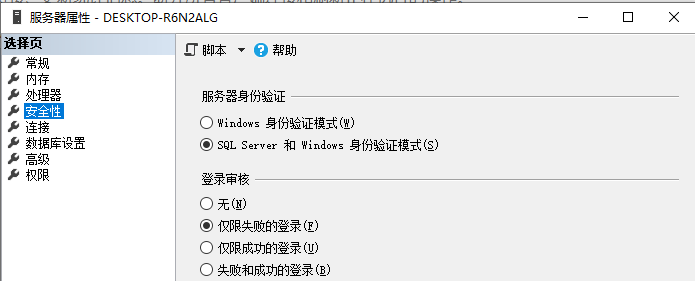 服务器属性 - DESKTOP-R6N2ALG
选择页
常规
内存
处理器
安全性
连接
数据库设置
高级
权限
脚本 帮助
服务器身份验证
Windows 身份验证模式(W)
SQL Server 和 Windows 身份验证模式(S)
登录审核
无(N)
仅限失败的登录(F)
仅限成功的登录(U)
失败和成功的登录(B)